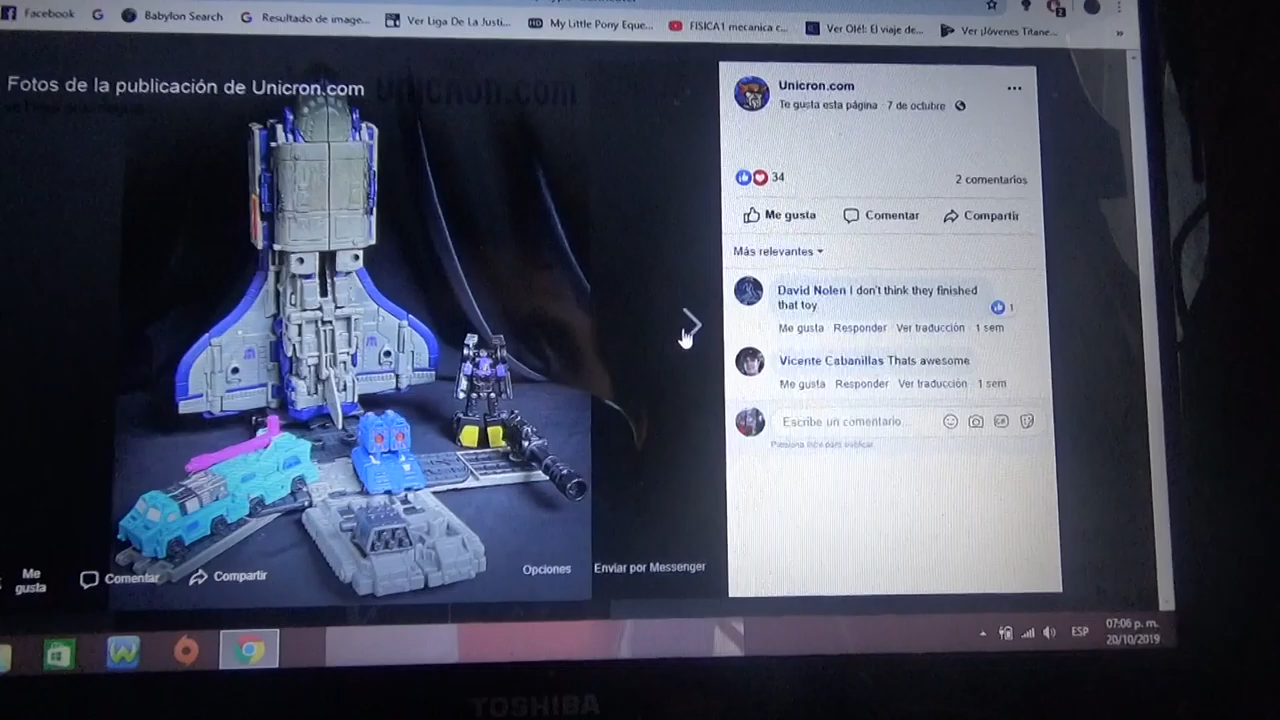 Facebook
Babylon Search
Resultado de image...
Ver Liga De La Justi...
My Little Pony Eque...
FISICA1 mecanica c...
Ver Olé!: El viaje de...
Ver ¡Jóvenes Titane...
»
Fotos de la publicación de Unicron.com
UNICRON.com
Unicron.com
Te gusta esta página · 7 de octubre
34
2 comentarios
Me gusta
Comentar
Compartir
Más relevantes
David Nolen I don't think they finished
that toy
1
Me gusta · Responder · Ver traducción · 1 sem
Vicente Cabanillas Thats awesome
Me gusta · Responder · Ver traducción · 1 sem
Escribe un comentario...
GIF
Me
gusta
Comentar
Compartir
Opciones
Enviar por Messenger
ESP
07:06 p. m.
20/10/2019
TOSHIBA